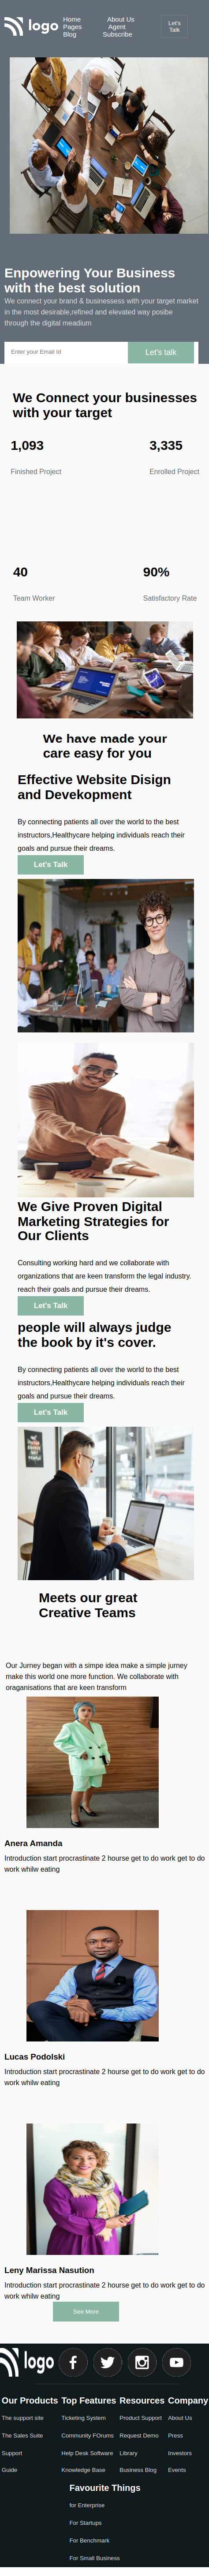 logo
Home
About Us
Pages
Agent
Blog
Subscribe
Let's
Talk
Enpowering Your Business
with the best solution
We connect your brand & businessess with your target market
in the most desirable,refined and elevated way posibe
through the digital meadium
Enter your Email Id
Let's talk
We Connect your businesses
with your target
1,093
3,335
Finished Project
Enrolled Project
40
90%
Team Worker
Satisfactory Rate
We have made your
care easy for you
Effective Website Disign
and Devekopment
By connecting patients all over the world to the best
instructors,Healthycare helping individuals reach their
goals and pursue their dreams.
Let's Talk
We Give Proven Digital
Marketing Strategies for
Our Clients
Consulting working hard and we collaborate with
organizations that are keen transform the legal industry.
reach their goals and pursue their dreams.
Let's Talk
people will always judge
the book by it's cover.
By connecting patients all over the world to the best
instructors,Healthycare helping individuals reach their
goals and pursue their dreams.
Let's Talk
Meets our great
Creative Teams
Our Jurney began with a simpe idea make a simple jurney
make this world one more function. We collaborate with
oraganisations that are keen transform
Anera Amanda
Introduction start procrastinate 2 hourse get to do work get to do
work whilw eating
Lucas Podolski
Introduction start procrastinate 2 hourse get to do work get to do
work whilw eating
Leny Marissa Nasution
Introduction start procrastinate 2 hourse get to do work get to do
work whilw eating
See More
logo
Our Products
Top Features
Resources
Company
The support site
Ticketing System
Product Support
About Us
The Sales Suite
Community FOrums
Request Demo
Press
Support
Help Desk Software
Library
Investors
Guide
Knowledge Base
Business Blog
Events
Favourite Things
for Enterprise
For Startups
For Benchmark
For Small Business